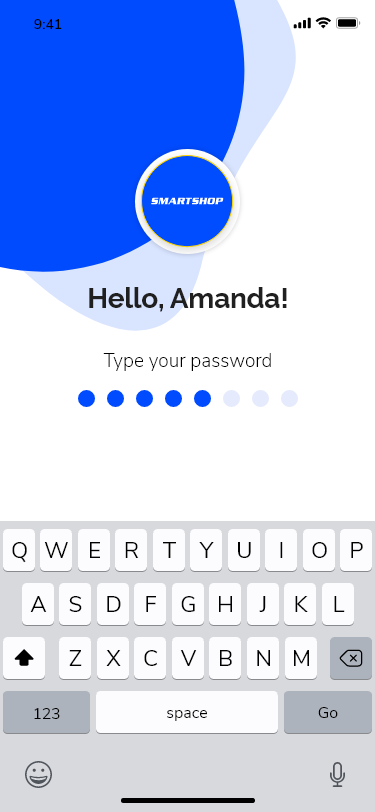 9:41
SMARTSHOP
Hello, Amanda!
Type your password
Q W E R T Y U I O P
A S D F G H J K L
Z X C V B N M
123 space Go